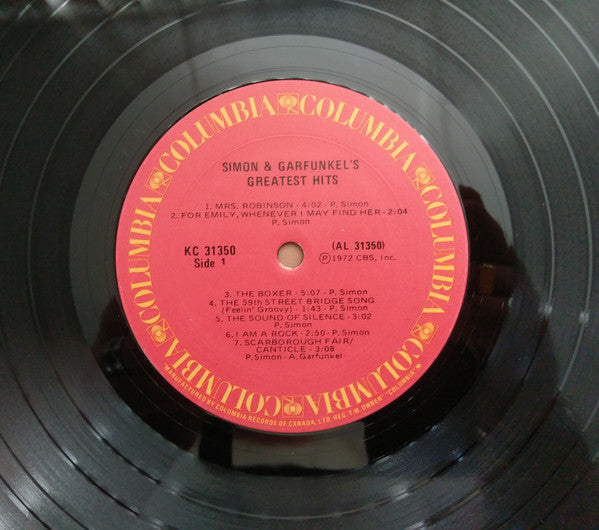 COLUMBIA COLUMBIA COLUMBIA COLUMBIA COLUMBIA COLUMBIA
SIMON & GARFUNKEL'S
GREATEST HITS
1. MRS. ROBINSON - 4:02 - P. Simon
2. FOR EMILY, WHENEVER I MAY FIND HER - 2:04
P. Simon
KC 31350
Side 1
(AL 31350)
Ⓟ 1972 CBS, Inc.
3. THE BOXER - 5:07 - P. Simon
4. THE 59th STREET BRIDGE SONG
(Feelin' Groovy) - 1:43 - P. Simon
5. THE SOUND OF SILENCE - 3:02
P. Simon
6. I AM A ROCK - 2:50 - P. Simon
7. SCARBOROUGH FAIR/
CANTICLE - 3:08
P. Simon - A. Garfunkel
MANUFACTURED BY COLUMBIA RECORDS OF CANADA, LTD. REG. T.M. OWNER "COLUMBIA"